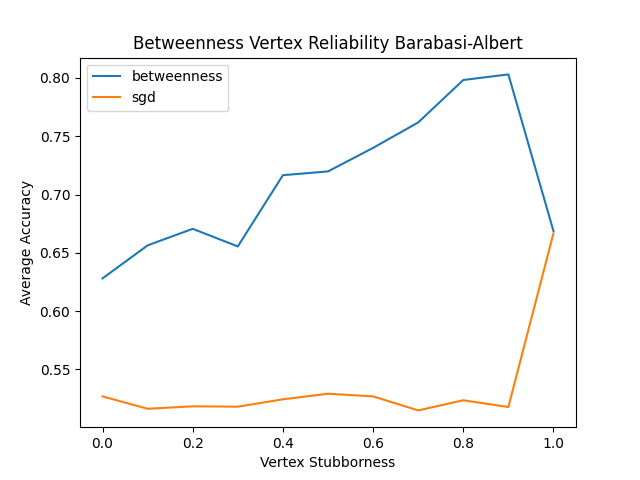 Betweenness Vertex Reliability Barabasi-Albert
betweenness
sgd
0.80
0.75
0.70
0.65
0.60
0.55
Average Accuracy
0.0 0.2 0.4 0.6 0.8 1.0
Vertex Stubborness